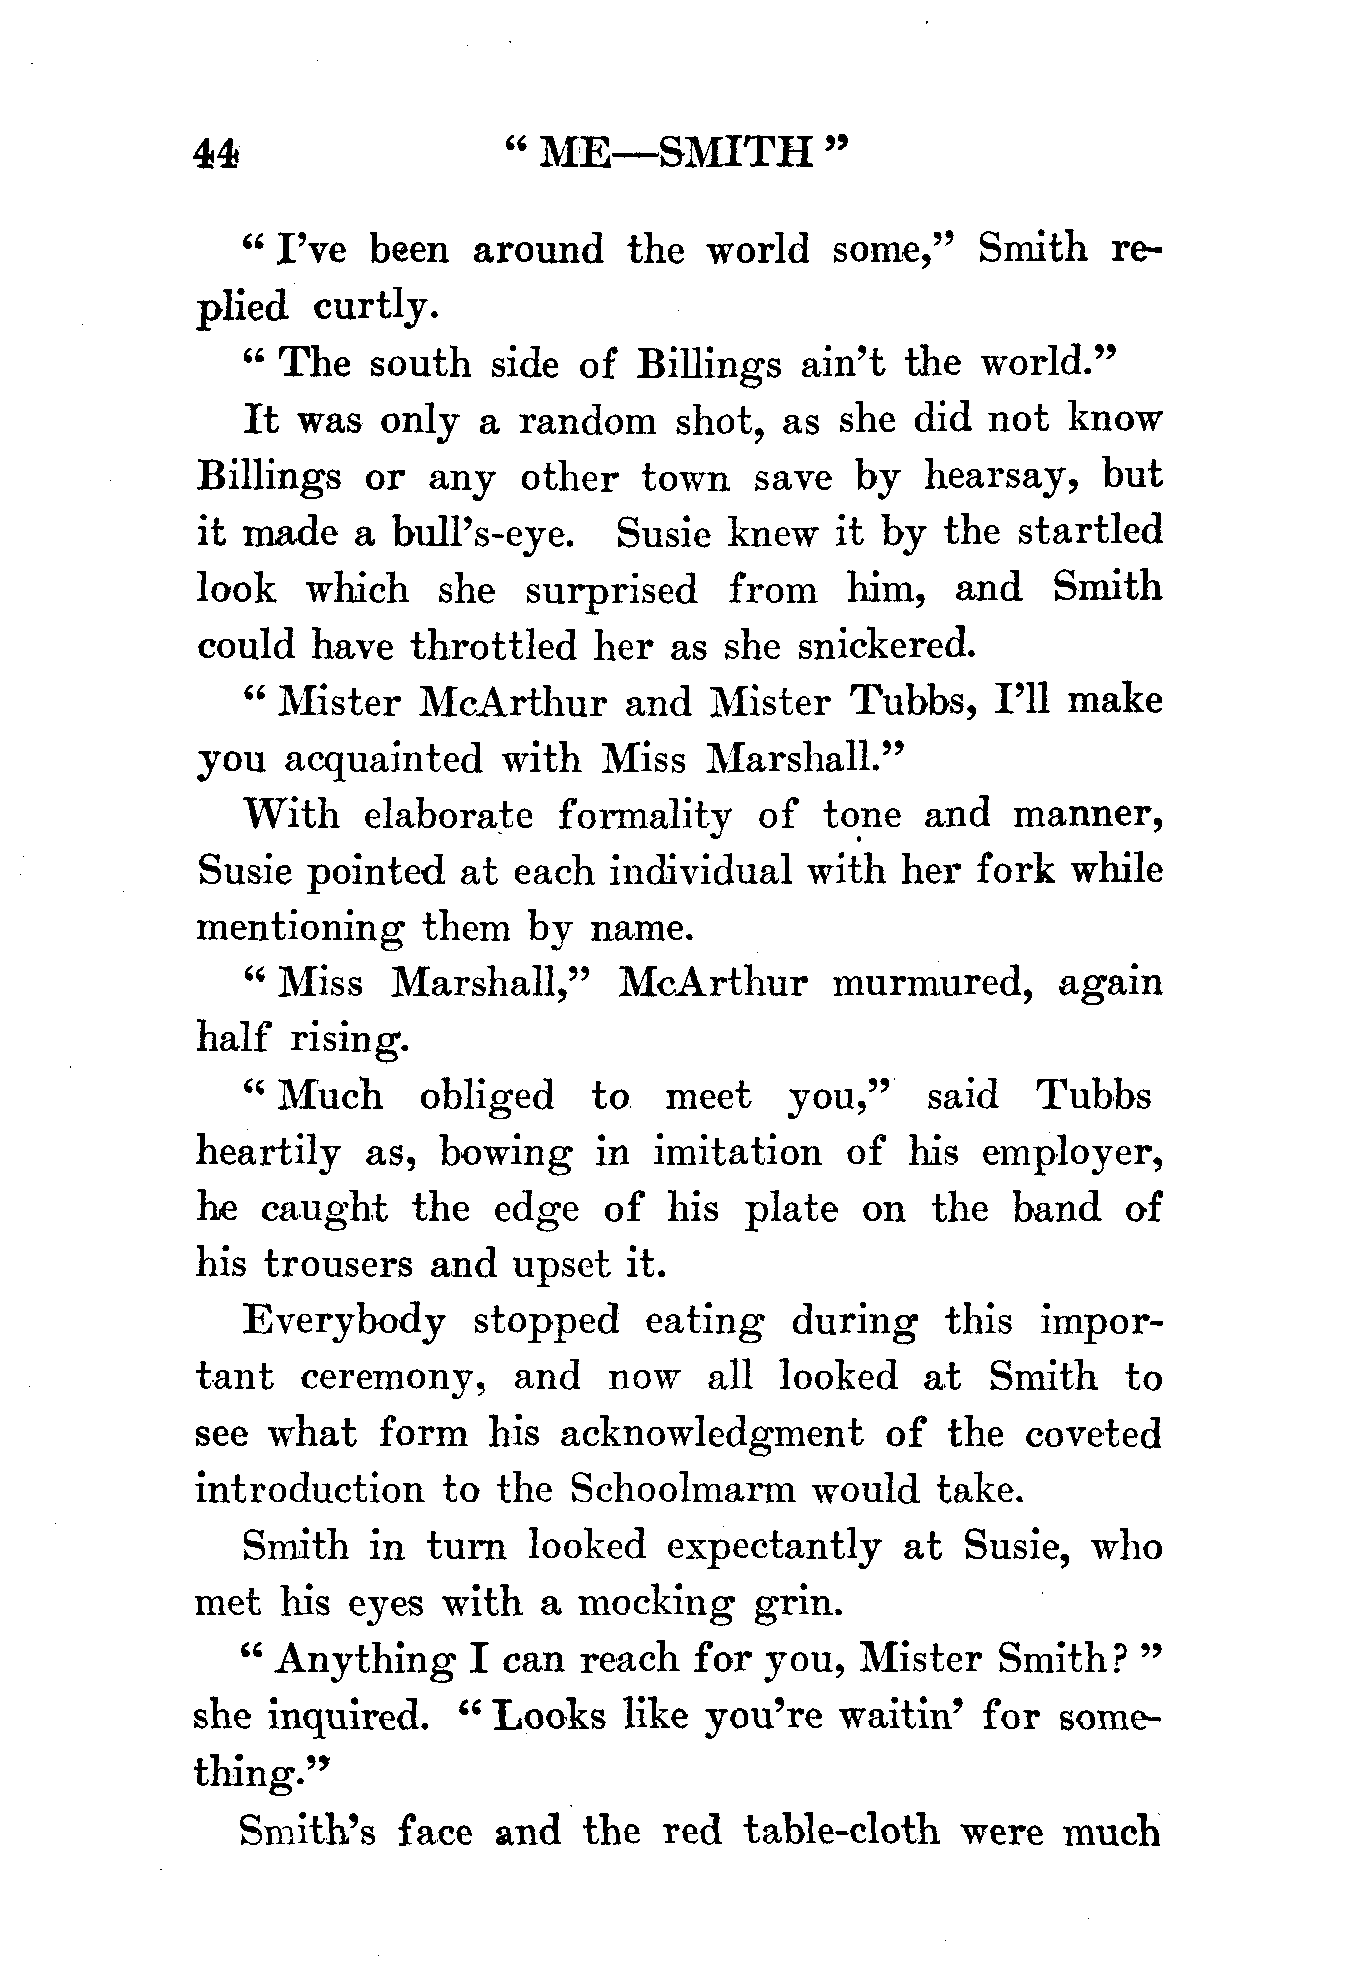 44 “ ME—SMITH ”
“ I’ve been around the world some,” Smith re-
plied curtly.
“ The south side of Billings ain’t the world.”
It was only a random shot, as she did not know
Billings or any other town save by hearsay, but
it made a bull’s-eye. Susie knew it by the startled
look which she surprised from him, and Smith
could have throttled her as she snickered.
“ Mister McArthur and Mister Tubbs, I’ll make
you acquainted with Miss Marshall.”
With elaborate formality of tone and manner,
Susie pointed at each individual with her fork while
mentioning them by name.
“ Miss Marshall,” McArthur murmured, again
half rising.
“ Much obliged to meet you,” said Tubbs
heartily as, bowing in imitation of his employer,
he caught the edge of his plate on the band of
his trousers and upset it.
Everybody stopped eating during this impor-
tant ceremony, and now all looked at Smith to
see what form his acknowledgment of the coveted
introduction to the Schoolmarm would take.
Smith in turn looked expectantly at Susie, who
met his eyes with a mocking grin.
“ Anything I can reach for you, Mister Smith? ”
she inquired. “ Looks like you’re waitin’ for some-
thing.”
Smith’s face and the red table-cloth were much